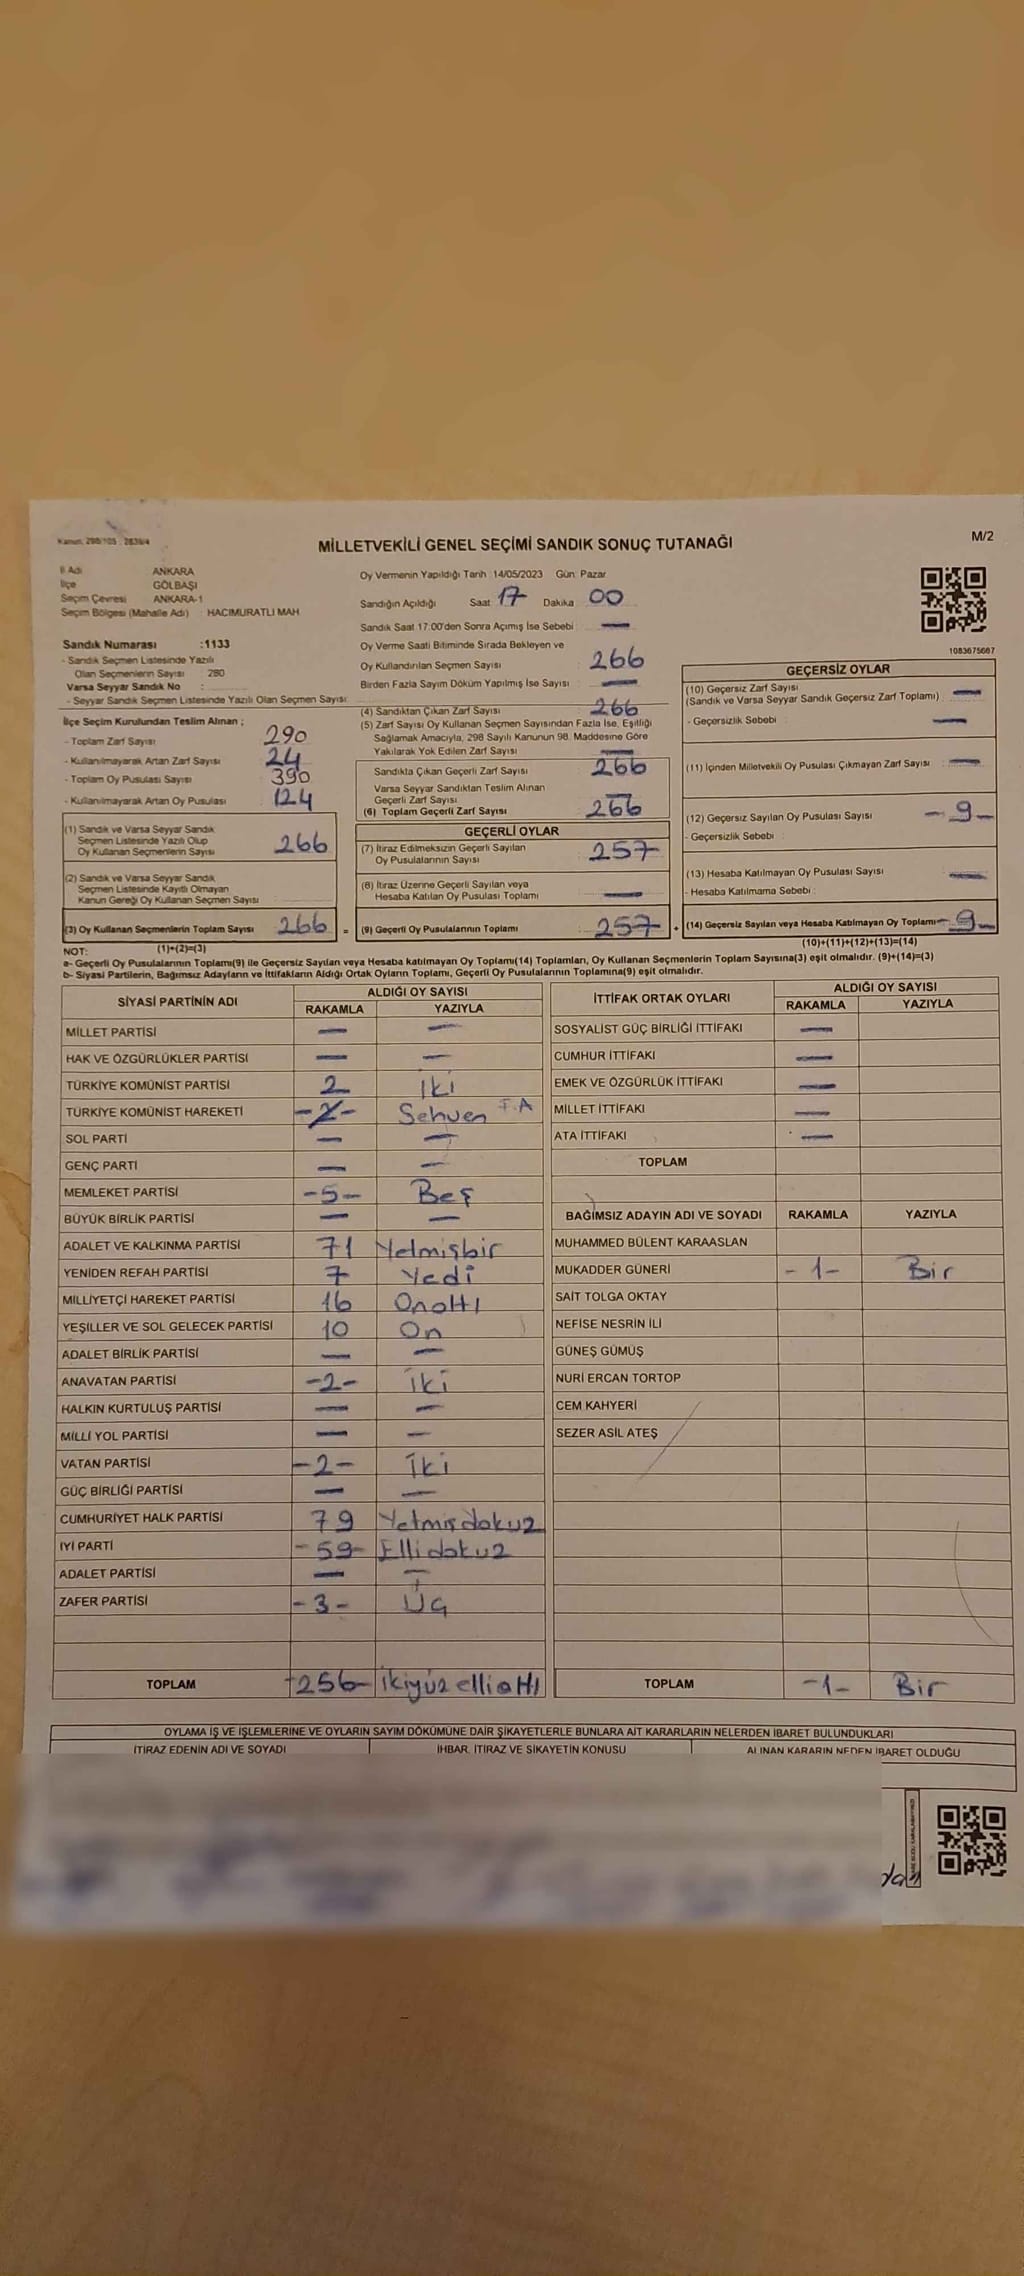 Kanun: 298/105 : 2839/4
MİLLETVEKİLİ GENEL SEÇİMİ SANDIK SONUÇ TUTANAĞI
M/2
İl Adı ANKARA
İlçe GÖLBAŞI
Seçim Çevresi ANKARA-1
Seçim Bölgesi (Mahalle Adı) : HACIMURATLI MAH.
Sandık Numarası :1133
- Sandık Seçmen Listesinde Yazılı
Olan Seçmenlerin Sayısı : 280
Varsa Seyyar Sandık No :
- Seyyar Sandık Seçmen Listesinde Yazılı Olan Seçmen Sayısı:
İlçe Seçim Kurulundan Teslim Alınan ;
- Toplam Zarf Sayısı 290
- Kullanılmayarak Artan Zarf Sayısı 24
- Toplam Oy Pusulası Sayısı 390
- Kullanılmayarak Artan Oy Pusulası 124
(1) Sandık ve Varsa Seyyar Sandık
Seçmen Listesinde Yazılı Olup
Oy Kullanan Seçmenlerin Sayısı 266
(2) Sandık ve Varsa Seyyar Sandık
Seçmen Listesinde Kayıtlı Olmayan
Kanun Gereği Oy Kullanan Seçmen Sayısı :
(3) Oy Kullanan Seçmenlerin Toplam Sayısı : 266 =
Oy Vermenin Yapıldığı Tarih :14/05/2023 Gün: Pazar
Sandığın Açıldığı Saat 17 Dakika 00
Sandık Saat 17:00'den Sonra Açımış İse Sebebi : —
Oy Verme Saati Bitiminde Sırada Bekleyen ve
Oy Kullandırılan Seçmen Sayısı : 266
Birden Fazla Sayım Döküm Yapılmış İse Sayısı : —
(4) Sandıktan Çıkan Zarf Sayısı 266
(5) Zarf Sayısı Oy Kullanan Seçmen Sayısından Fazla İse, Eşitliği
Sağlamak Amacıyla, 298 Sayılı Kanunun 98. Maddesine Göre
Yakılarak Yok Edilen Zarf Sayısı —
Sandıkta Çıkan Geçerli Zarf Sayısı 266
Varsa Seyyar Sandıktan Teslim Alınan
Geçerli Zarf Sayısı —
(6) Toplam Geçerli Zarf Sayısı : 266
GEÇERLİ OYLAR
(7) İtiraz Edilmeksizin Geçerli Sayılan
Oy Pusulalarının Sayısı : 257-
(8) İtiraz Üzerine Geçerli Sayılan veya
Hesaba Katılan Oy Pusulası Toplamı : —
(9) Geçerli Oy Pusulalarının Toplamı : 257- +
1083675667
GEÇERSİZ OYLAR
(10) Geçersiz Zarf Sayısı
(Sandık ve Varsa Seyyar Sandık Geçersiz Zarf Toplamı) : —
- Geçersizlik Sebebi : —
(11) İçinden Milletvekili Oy Pusulası Çıkmayan Zarf Sayısı : —
(12) Geçersiz Sayılan Oy Pusulası Sayısı -9-
- Geçersizlik Sebebi :
(13) Hesaba Katılmayan Oy Pusulası Sayısı : —
- Hesaba Katılmama Sebebi :
(14) Geçersiz Sayılan veya Hesaba Katılmayan Oy Toplamı -9-
NOT: (1)+(2)=(3) (10)+(11)+(12)+(13)=(14)
a- Geçerli Oy Pusulalarının Toplamı(9) ile Geçersiz Sayılan veya Hesaba katılmayan Oy Toplamı(14) Toplamları, Oy Kullanan Seçmenlerin Toplam Sayısına(3) eşit olmalıdır. (9)+(14)=(3)
b- Siyasi Partilerin, Bağımsız Adayların ve İttifakların Aldığı Ortak Oyların Toplamı, Geçerli Oy Pusulalarının Toplamına(9) eşit olmalıdır.
SİYASİ PARTİNİN ADI ALDIĞI OY SAYISI
RAKAMLA YAZIYLA
MİLLET PARTİSİ — —
HAK VE ÖZGÜRLÜKLER PARTİSİ — —
TÜRKİYE KOMÜNİST PARTİSİ 2 İki
TÜRKİYE KOMÜNİST HAREKETİ -2- Sehven F.A
SOL PARTİ — —
GENÇ PARTİ — —
MEMLEKET PARTİSİ -5- Beş
BÜYÜK BİRLİK PARTİSİ — —
ADALET VE KALKINMA PARTİSİ 71 Yetmişbir
YENİDEN REFAH PARTİSİ 7 Yedi
MİLLİYETÇİ HAREKET PARTİSİ 16 Onaltı
YEŞİLLER VE SOL GELECEK PARTİSİ 10 On
ADALET BİRLİK PARTİSİ — —
ANAVATAN PARTİSİ -2- İki
HALKIN KURTULUŞ PARTİSİ — —
MİLLİ YOL PARTİSİ — —
VATAN PARTİSİ -2- İki
GÜÇ BİRLİĞİ PARTİSİ — —
CUMHURİYET HALK PARTİSİ 79 Yetmişdokuz
İYİ PARTİ -59- Ellidokuz
ADALET PARTİSİ — —
ZAFER PARTİSİ -3- Üç
TOPLAM -256- İkiyüzellialtı
İTTİFAK ORTAK OYLARI ALDIĞI OY SAYISI
RAKAMLA YAZIYLA
SOSYALİST GÜÇ BİRLİĞİ İTTİFAKI —
CUMHUR İTTİFAKI —
EMEK VE ÖZGÜRLÜK İTTİFAKI —
MİLLET İTTİFAKI —
ATA İTTİFAKI —
TOPLAM
BAĞIMSIZ ADAYIN ADI VE SOYADI RAKAMLA YAZIYLA
MUHAMMED BÜLENT KARAASLAN
MUKADDER GÜNERİ -1- Bir
SAİT TOLGA OKTAY
NEFİSE NESRİN İLİ
GÜNEŞ GÜMÜŞ
NURİ ERCAN TORTOP
CEM KAHYERİ
SEZER ASİL ATEŞ
TOPLAM -1- Bir
OYLAMA İŞ VE İŞLEMLERİNE VE OYLARIN SAYIM DÖKÜMÜNE DAİR ŞİKAYETLERLE BUNLARA AİT KARARLARIN NELERDEN İBARET BULUNDUKLARI
İTİRAZ EDENİN ADI VE SOYADI İHBAR, İTİRAZ VE ŞİKAYETİN KONUSU ALINAN KARARIN NEDEN İBARET OLDUĞU